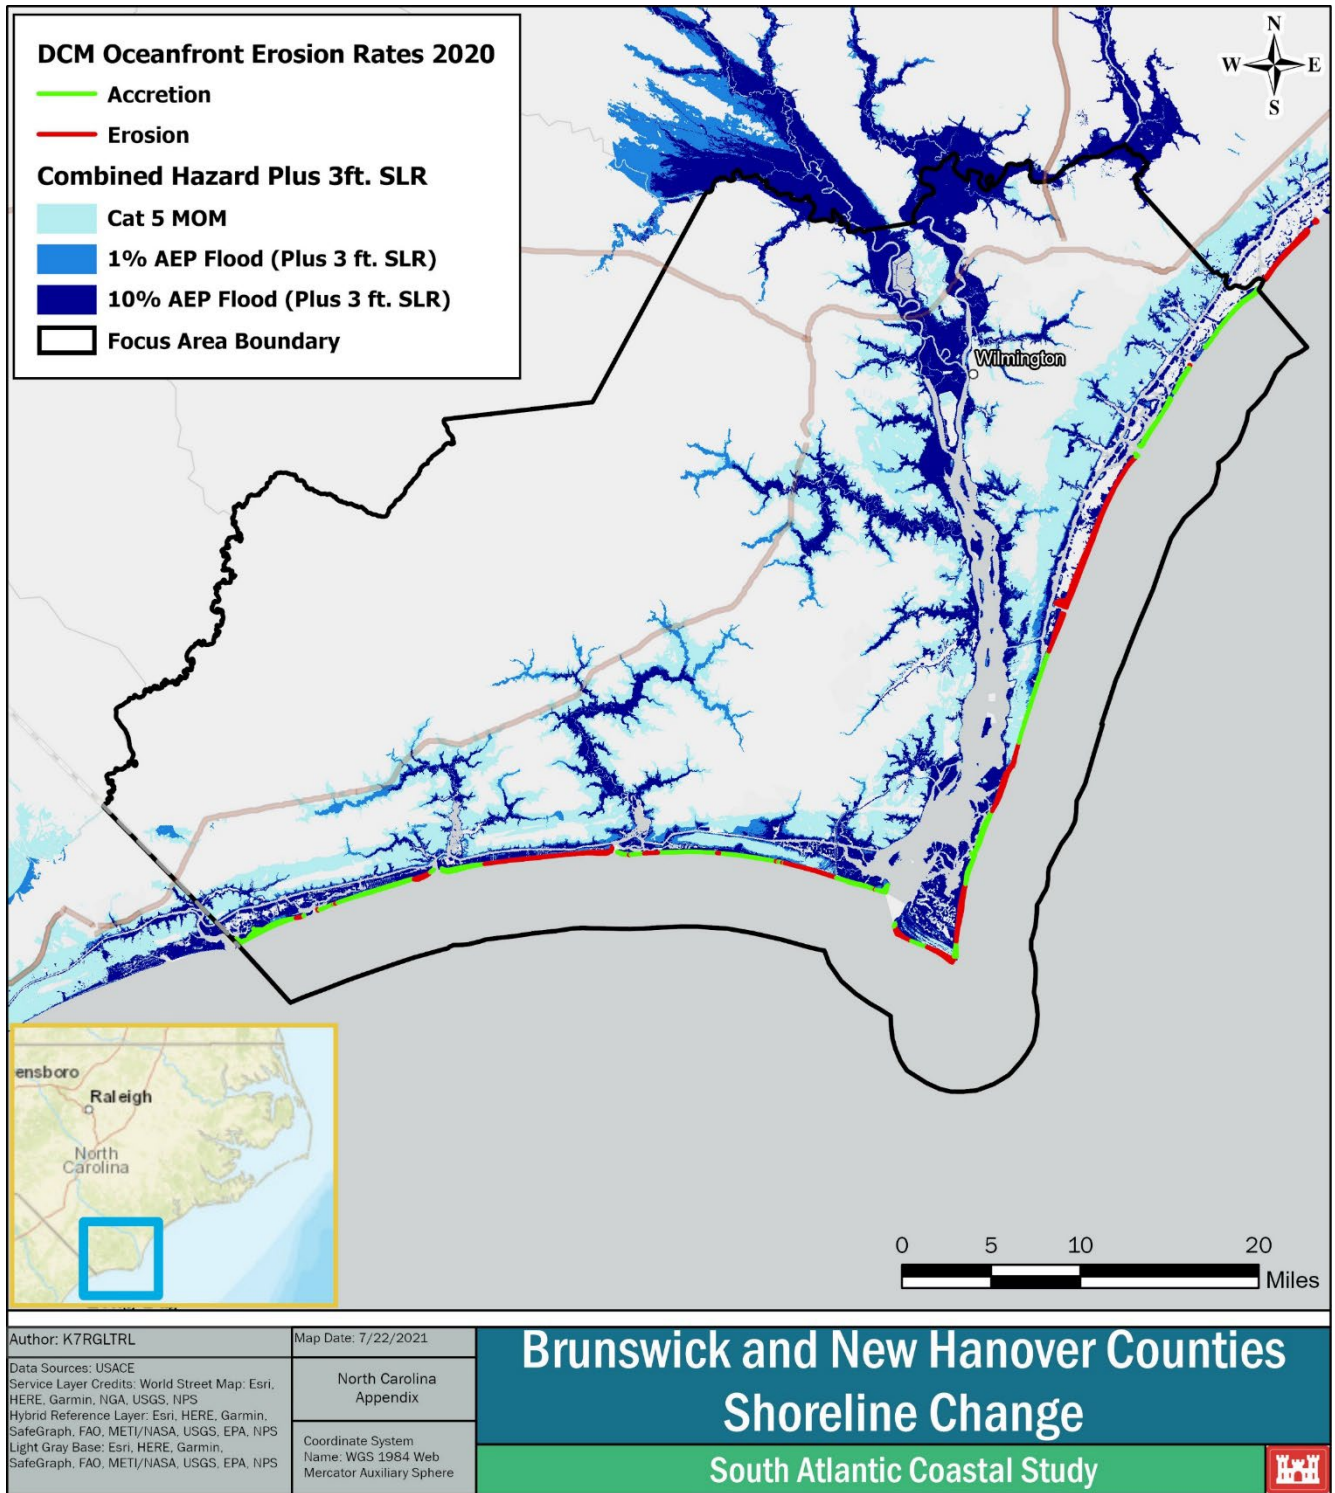 DCM Oceanfront Erosion Rates 2020
Accretion
Erosion
Combined Hazard Plus 3ft. SLR
Cat 5 MOM
1% AEP Flood (Plus 3 ft. SLR)
10% AEP Flood (Plus 3 ft. SLR)
Focus Area Boundary
N
W E
S
Wilmington
ensboro
Raleigh
North
Carolina
0 5 10 20
Miles
Author: K7RGLTRL
Data Sources: USACE
Service Layer Credits: World Street Map: Esri,
HERE, Garmin, NGA, USGS, NPS
Hybrid Reference Layer: Esri, HERE, Garmin,
SafeGraph, FAO, METI/NASA, USGS, EPA, NPS
Light Gray Base: Esri, HERE, Garmin,
SafeGraph, FAO, METI/NASA, USGS, EPA, NPS
Map Date: 7/22/2021
North Carolina
Appendix
Coordinate System
Name: WGS 1984 Web
Mercator Auxiliary Sphere
Brunswick and New Hanover Counties
Shoreline Change
South Atlantic Coastal Study